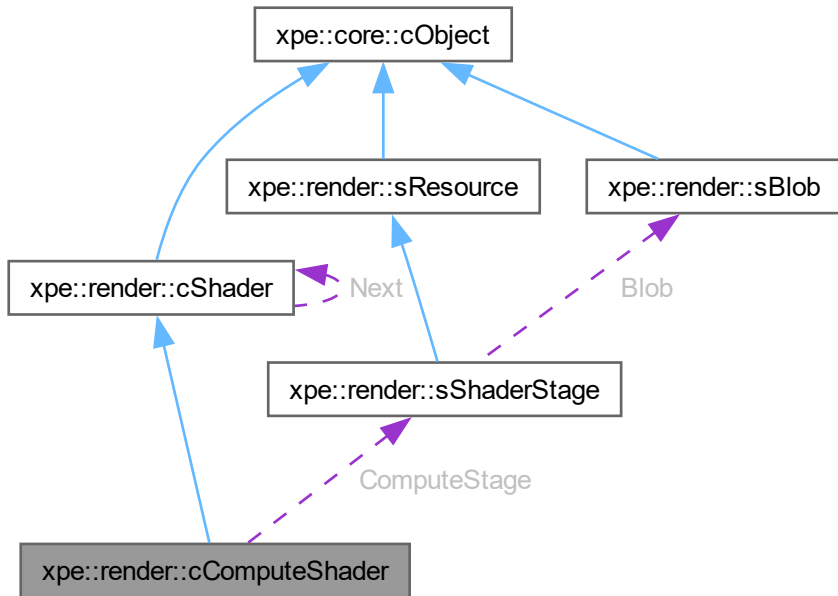 xpe::core::cObject
xpe::render::sResource
xpe::render::sBlob
xpe::render::cShader
Next
Blob
xpe::render::sShaderStage
ComputeStage
xpe::render::cComputeShader